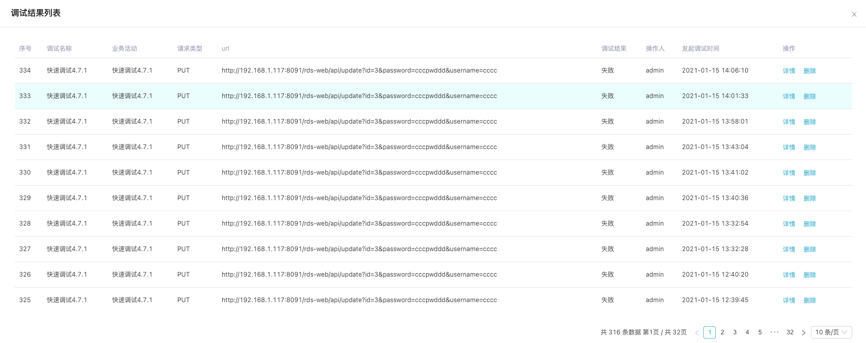 调试结果列表
序号 调试名称 业务活动 请求类型 url 调试结果 操作人 发起调试时间 操作
334 快速调试4.7.1 快速调试4.7.1 PUT http://192.168.1.117:8091/rds-web/api/update?id=3&password=cccpwddd&username=cccc 失败 admin 2021-01-15 14:06:10 详情 删除
333 快速调试4.7.1 快速调试4.7.1 PUT http://192.168.1.117:8091/rds-web/api/update?id=3&password=cccpwddd&username=cccc 失败 admin 2021-01-15 14:01:33 详情 删除
332 快速调试4.7.1 快速调试4.7.1 PUT http://192.168.1.117:8091/rds-web/api/update?id=3&password=cccpwddd&username=cccc 失败 admin 2021-01-15 13:58:01 详情 删除
331 快速调试4.7.1 快速调试4.7.1 PUT http://192.168.1.117:8091/rds-web/api/update?id=3&password=cccpwddd&username=cccc 失败 admin 2021-01-15 13:43:04 详情 删除
330 快速调试4.7.1 快速调试4.7.1 PUT http://192.168.1.117:8091/rds-web/api/update?id=3&password=cccpwddd&username=cccc 失败 admin 2021-01-15 13:41:02 详情 删除
329 快速调试4.7.1 快速调试4.7.1 PUT http://192.168.1.117:8091/rds-web/api/update?id=3&password=cccpwddd&username=cccc 失败 admin 2021-01-15 13:40:36 详情 删除
328 快速调试4.7.1 快速调试4.7.1 PUT http://192.168.1.117:8091/rds-web/api/update?id=3&password=cccpwddd&username=cccc 失败 admin 2021-01-15 13:32:54 详情 删除
327 快速调试4.7.1 快速调试4.7.1 PUT http://192.168.1.117:8091/rds-web/api/update?id=3&password=cccpwddd&username=cccc 失败 admin 2021-01-15 13:32:28 详情 删除
326 快速调试4.7.1 快速调试4.7.1 PUT http://192.168.1.117:8091/rds-web/api/update?id=3&password=cccpwddd&username=cccc 失败 admin 2021-01-15 12:40:20 详情 删除
325 快速调试4.7.1 快速调试4.7.1 PUT http://192.168.1.117:8091/rds-web/api/update?id=3&password=cccpwddd&username=cccc 失败 admin 2021-01-15 12:39:45 详情 删除
共 316 条数据 第1页 / 共 32页 < 1 2 3 4 5 ••• 32 > 10 条/页